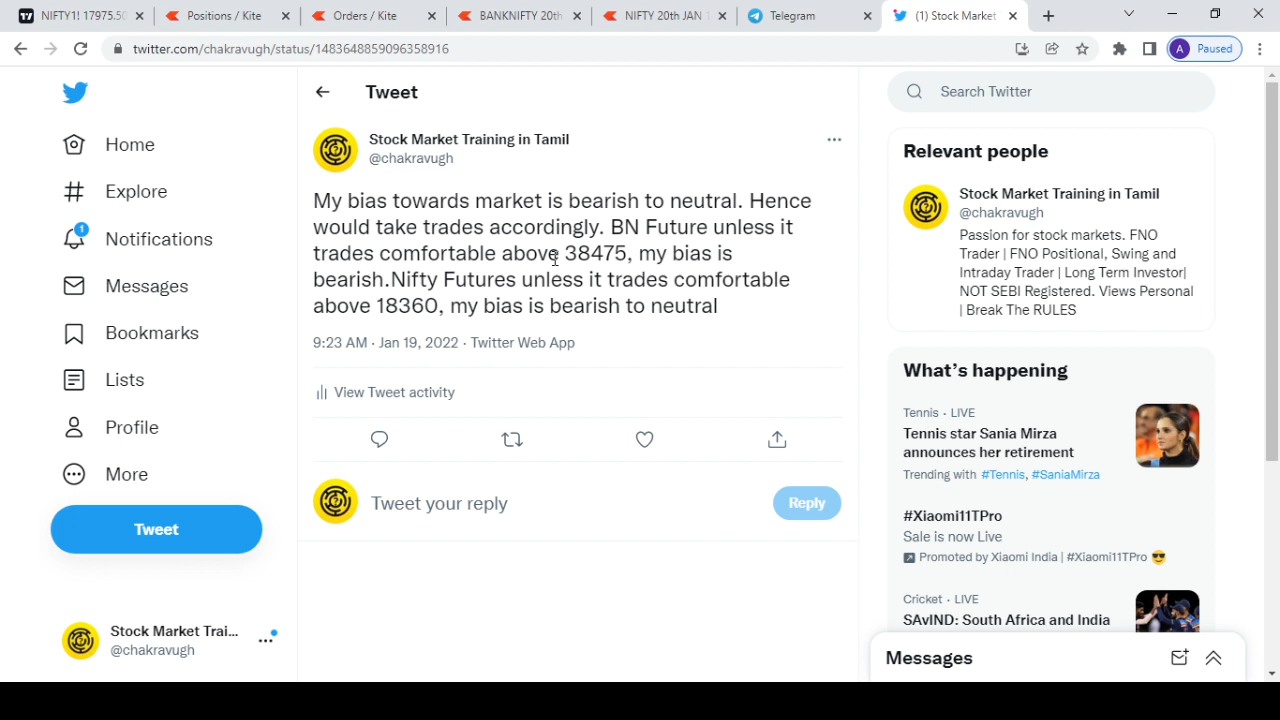 NIFTY1! 17975.50
Positions / Kite
Orders / Kite
BANKNIFTY 20th
NIFTY 20th JAN 1
Telegram
(1) Stock Market
twitter.com/chakravugh/status/1483648859096358916
A Paused
Home
Explore
1
Notifications
Messages
Bookmarks
Lists
Profile
More
Tweet
Stock Market Trai...
@chakravugh
Tweet
Stock Market Training in Tamil
@chakravugh
My bias towards market is bearish to neutral. Hence
would take trades accordingly. BN Future unless it
trades comfortable above 38475, my bias is
bearish.Nifty Futures unless it trades comfortable
above 18360, my bias is bearish to neutral
9:23 AM · Jan 19, 2022 · Twitter Web App
View Tweet activity
Tweet your reply
Reply
Search Twitter
Relevant people
Stock Market Training in Tamil
@chakravugh
Passion for stock markets. FNO
Trader | FNO Positional, Swing and
Intraday Trader | Long Term Investor|
NOT SEBI Registered. Views Personal
| Break The RULES
What's happening
Tennis · LIVE
Tennis star Sania Mirza
announces her retirement
Trending with #Tennis, #SaniaMirza
#Xiaomi11TPro
Sale is now Live
Promoted by Xiaomi India | #Xiaomi11TPro 😎
Cricket · LIVE
SAvIND: South Africa and India
Messages